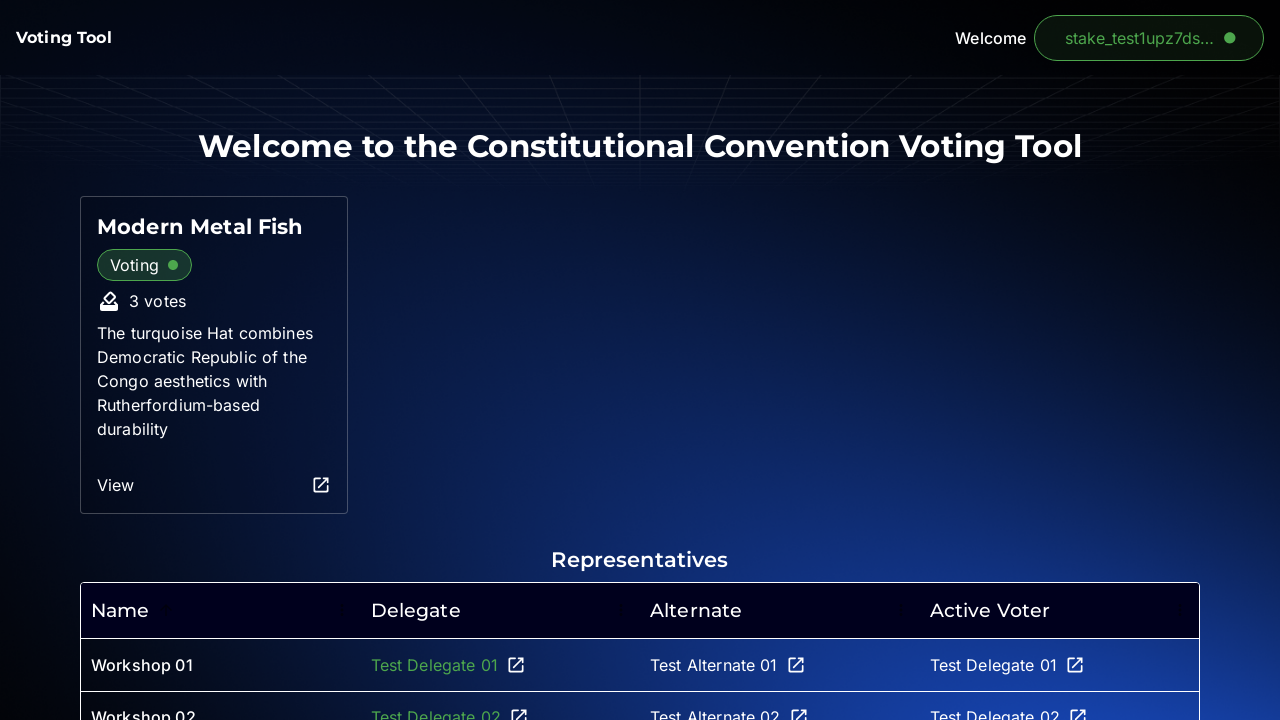 Voting Tool
Welcome stake_test1upz7ds...
Welcome to the Constitutional Convention Voting Tool
Modern Metal Fish
Voting
3 votes
The turquoise Hat combines
Democratic Republic of the
Congo aesthetics with
Rutherfordium-based
durability
View
Representatives
Name Delegate Alternate Active Voter
Workshop 01 Test Delegate 01 Test Alternate 01 Test Delegate 01
Workshop 02 Test Delegate 02 Test Alternate 02 Test Delegate 02